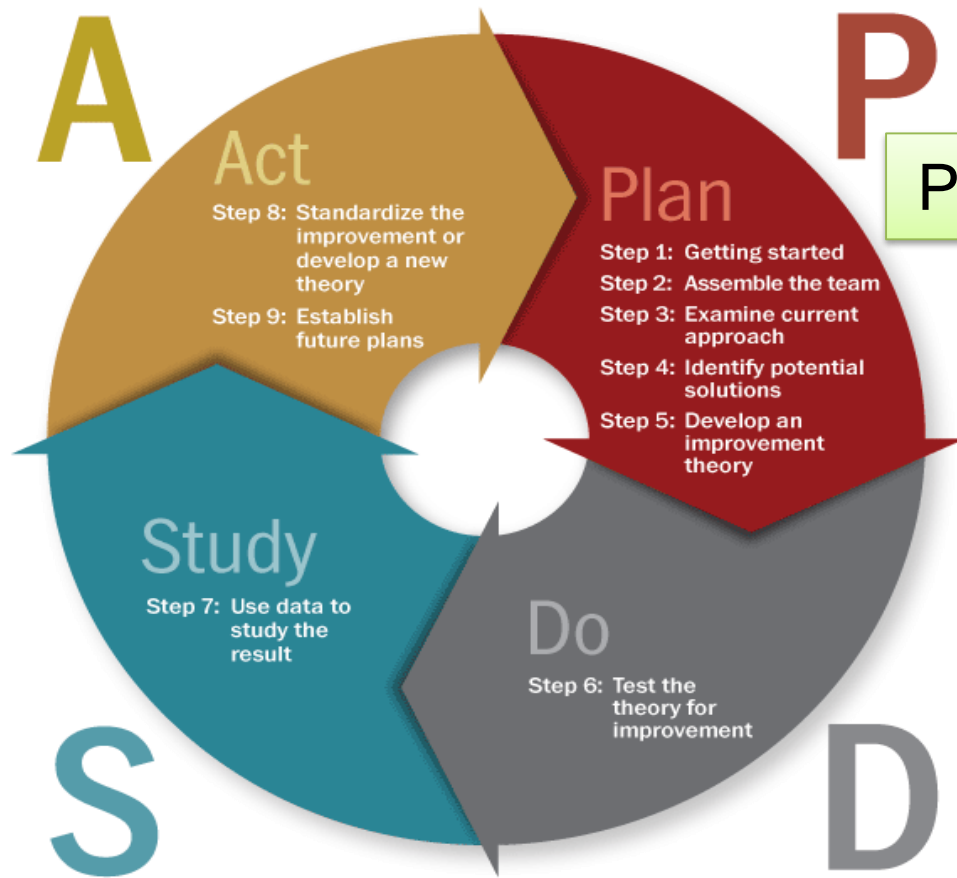 A
P
P
Act
Step 8: Standardize the
improvement or
develop a new
theory
Step 9: Establish
future plans
Plan
Step 1: Getting started
Step 2: Assemble the team
Step 3: Examine current
approach
Step 4: Identify potential
solutions
Step 5: Develop an
improvement
theory
Study
Step 7: Use data to
study the
result
Do
Step 6: Test the
theory for
improvement
S
D